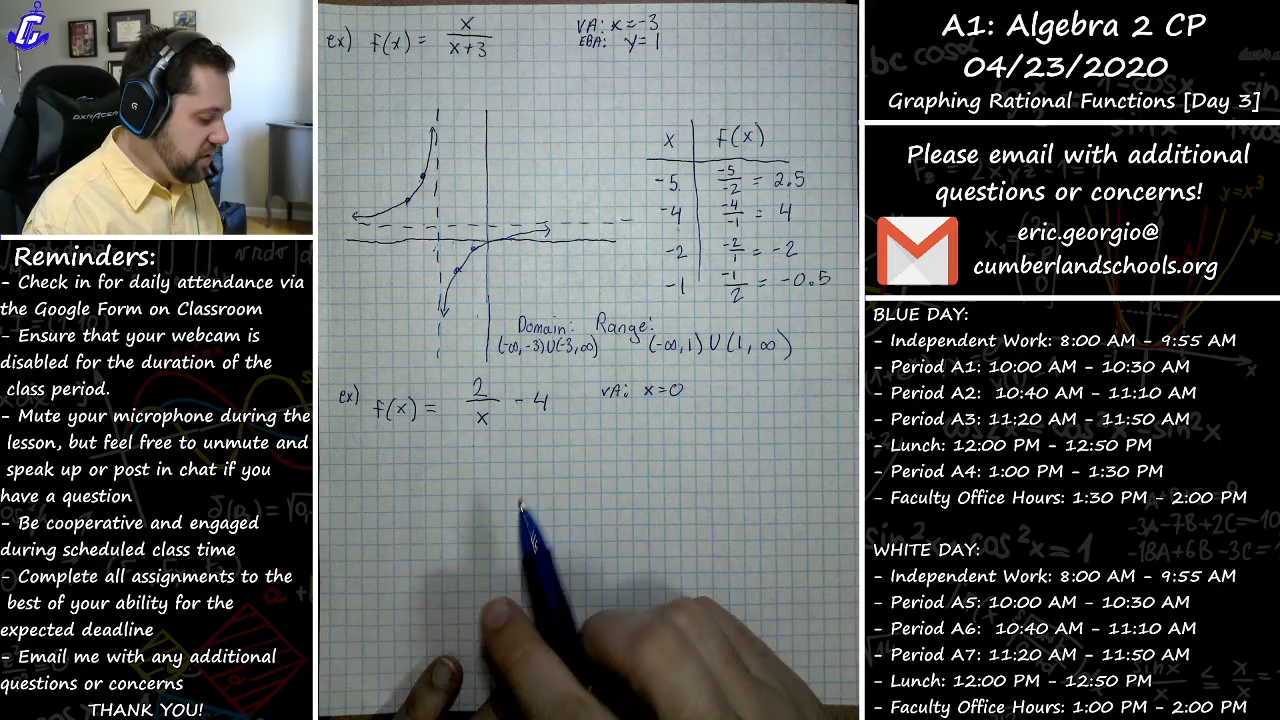 Reminders:
- Check in for daily attendance via
the Google Form on Classroom
- Ensure that your webcam is
disabled for the duration of the
class period.
- Mute your microphone during the
lesson, but feel free to unmute and
speak up or post in chat if you
have a question
- Be cooperative and engaged
during scheduled class time
- Complete all assignments to the
best of your ability for the
expected deadline
- Email me with any additional
questions or concerns
THANK YOU!
ex) f(x) = x / x+3
VA: x = -3
EBA: y = 1
x f(x)
-5 -5/-2 = 2.5
-4 -4/-1 = 4
-2 -2/1 = -2
-1 -1/2 = -0.5
Domain: Range:
(-∞,-3)U(-3,∞) (-∞,1) U (1,∞)
ex) f(x) = 2/x - 4
VA: x=0
A1: Algebra 2 CP
04/23/2020
Graphing Rational Functions [Day 3]
Please email with additional
questions or concerns!
eric.georgio@
cumberlandschools.org
BLUE DAY:
- Independent Work: 8:00 AM - 9:55 AM
- Period A1: 10:00 AM - 10:30 AM
- Period A2: 10:40 AM - 11:10 AM
- Period A3: 11:20 AM - 11:50 AM
- Lunch: 12:00 PM - 12:50 PM
- Period A4: 1:00 PM - 1:30 PM
- Faculty Office Hours: 1:30 PM - 2:00 PM
WHITE DAY:
- Independent Work: 8:00 AM - 9:55 AM
- Period A5: 10:00 AM - 10:30 AM
- Period A6: 10:40 AM - 11:10 AM
- Period A7: 11:20 AM - 11:50 AM
- Lunch: 12:00 PM - 12:50 PM
- Faculty Office Hours: 1:00 PM - 2:00 PM